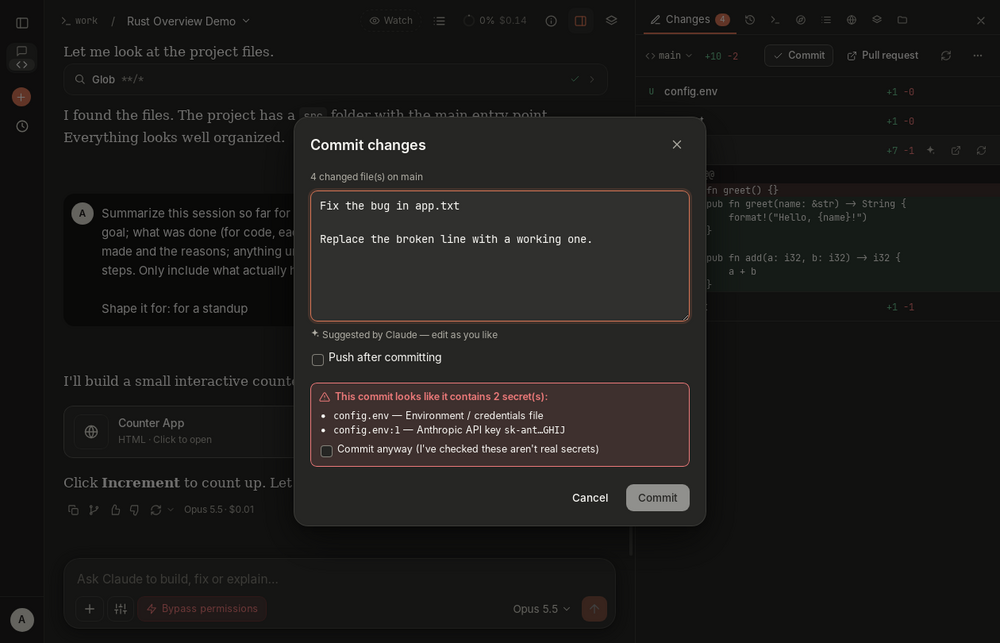 work / Rust Overview Demo
Watch
0% $0.14
Changes 4
Let me look at the project files.
Glob **/*
I found the files. The project has a src folder with the main entry point.
Everything looks well organized.
A
Summarize this session so far for
goal; what was done (for code, eac
made and the reasons; anything un
steps. Only include what actually h
Shape it for: for a standup
I'll build a small interactive counte
Counter App
HTML · Click to open
Click Increment to count up. Let
Opus 5.5 · $0.01
Ask Claude to build, fix or explain…
Bypass permissions
Opus 5.5
A
main +10 -2
Commit
Pull request
U config.env +1 -0
+1 -0
+7 -1
@@
fn greet() {}
pub fn greet(name: &str) -> String {
format!("Hello, {name}!")
}
pub fn add(a: i32, b: i32) -> i32 {
a + b
}
+1 -1
Commit changes
4 changed file(s) on main
Fix the bug in app.txt
Replace the broken line with a working one.
Suggested by Claude — edit as you like
Push after committing
This commit looks like it contains 2 secret(s):
• config.env — Environment / credentials file
• config.env:1 — Anthropic API key sk-ant…GHIJ
Commit anyway (I've checked these aren't real secrets)
Cancel
Commit